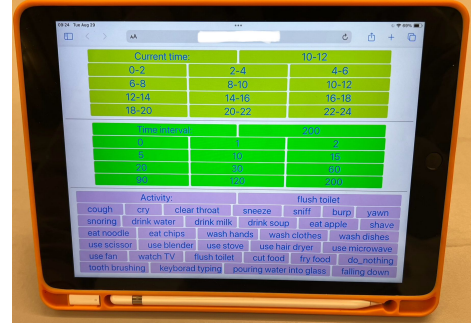 09:34 Tue Aug 30
AA
Current time: 10-12
0-2 2-4 4-6
6-8 8-10 10-12
12-14 14-16 16-18
18-20 20-22 22-24
Time interval 200
0 1 2
5 10 15
20 30 60
90 120 200
Activity: flush toilet
cough cry clear throat sneeze sniff burp yawn
snoring drink water drink milk drink soup eat apple shave
eat noodle eat chips wash hands wash clothes wash dishes
use scissor use blender use stove use hair dryer use microwave
use fan watch TV flush toilet cut food fry food do_nothing
tooth brushing keyborad typing pouring water into glass falling down